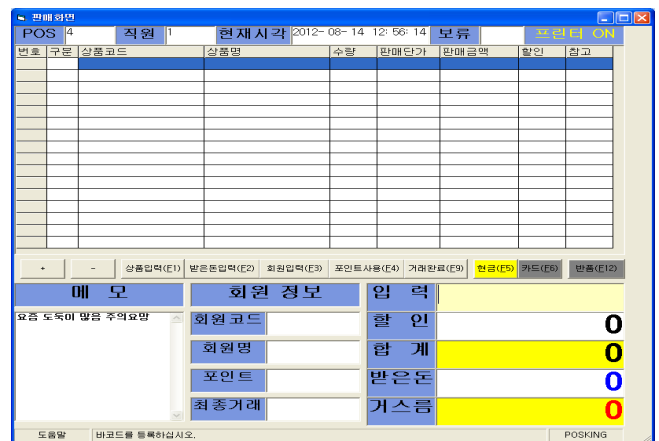 판매화면
POS 4 직원 1 현재시각 2012-08-14 12:56:14 보류 프린터 ON
번호 구분 상품코드 상품명 수량 판매단가 판매금액 할인 참고
+ - 상품입력(F1) 받은돈입력(F2) 회원입력(F3) 포인트사용(F4) 거래완료(F9) 현금(F5) 카드(F6) 반품(F12)
메 모 회원 정보 입 력
요즘 도둑이 많음 주의요망 회원코드 할 인 0
회원명 합 계 0
포인트 받은돈 0
최종거래 거스름 0
도움말 바코드를 등록하십시오. POSKING